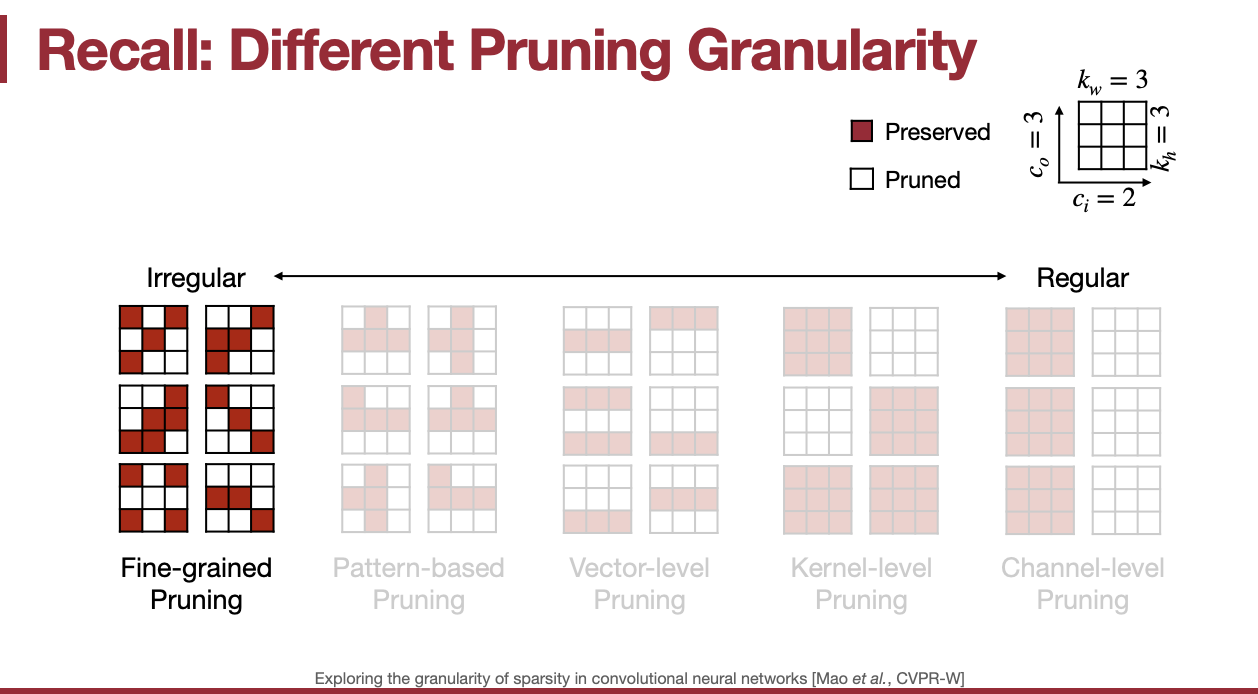 Recall: Different Pruning Granularity
k_w = 3
Preserved
Pruned
c_o = 3
k_h = 3
c_i = 2
Irregular
Regular
Fine-grained
Pruning
Pattern-based
Pruning
Vector-level
Pruning
Kernel-level
Pruning
Channel-level
Pruning
Exploring the granularity of sparsity in convolutional neural networks [Mao et al., CVPR-W]